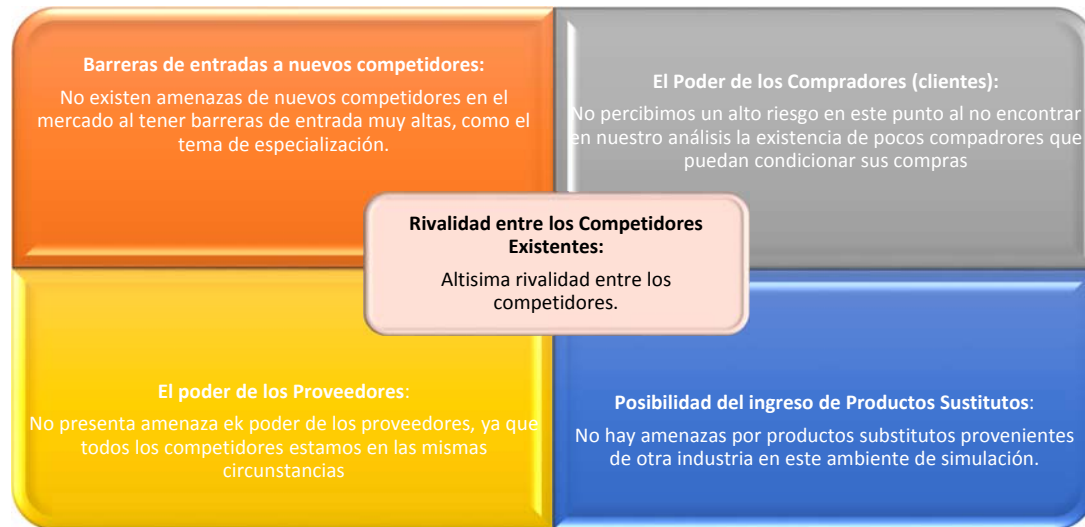 Barreras de entradas a nuevos competidores:
No existen amenazas de nuevos competidores en el
mercado al tener barreras de entrada muy altas, como el
tema de especialización.
El Poder de los Compradores (clientes):
No percibimos un alto riesgo en este punto al no encontrar
en nuestro análisis la existencia de pocos compadrores que
puedan condicionar sus compras
Rivalidad entre los Competidores
Existentes:
Altisima rivalidad entre los
competidores.
El poder de los Proveedores:
No presenta amenaza ek poder de los proveedores, ya que
todos los competidores estamos en las mismas
circunstancias
Posibilidad del ingreso de Productos Sustitutos:
No hay amenazas por productos substitutos provenientes
de otra industria en este ambiente de simulación.